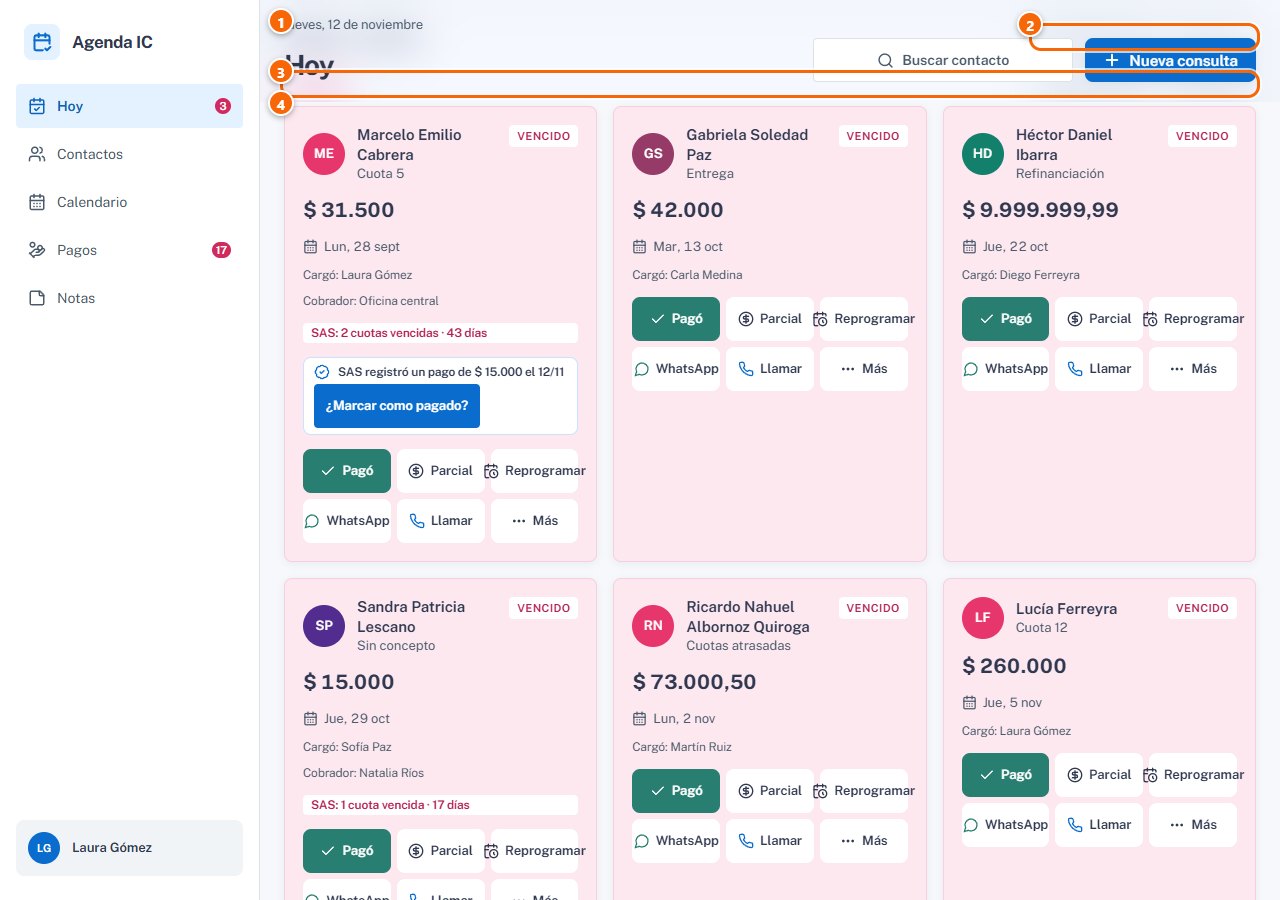 Agenda IC
Hoy
3
Contactos
Calendario
Pagos
17
Notas
LG
Laura Gómez
1
eves, 12 de noviembre
2
Hoy
Buscar contacto
Nueva consulta
3
4
ME
Marcelo Emilio
Cabrera
Cuota 5
VENCIDO
$ 31.500
Lun, 28 sept
Cargó: Laura Gómez
Cobrador: Oficina central
SAS: 2 cuotas vencidas · 43 días
SAS registró un pago de $ 15.000 el 12/11
¿Marcar como pagado?
Pagó
Parcial
Reprogramar
WhatsApp
Llamar
Más
GS
Gabriela Soledad
Paz
Entrega
VENCIDO
$ 42.000
Mar, 13 oct
Cargó: Carla Medina
Pagó
Parcial
Reprogramar
WhatsApp
Llamar
Más
HD
Héctor Daniel
Ibarra
Refinanciación
VENCIDO
$ 9.999.999,99
Jue, 22 oct
Cargó: Diego Ferreyra
Pagó
Parcial
Reprogramar
WhatsApp
Llamar
Más
SP
Sandra Patricia
Lescano
Sin concepto
VENCIDO
$ 15.000
Jue, 29 oct
Cargó: Sofía Paz
Cobrador: Natalia Ríos
SAS: 1 cuota vencida · 17 días
Pagó
Parcial
Reprogramar
WhatsApp
Llamar
Más
RN
Ricardo Nahuel
Albornoz Quiroga
Cuotas atrasadas
VENCIDO
$ 73.000,50
Lun, 2 nov
Cargó: Martín Ruiz
Pagó
Parcial
Reprogramar
WhatsApp
Llamar
Más
LF
Lucía Ferreyra
Cuota 12
VENCIDO
$ 260.000
Jue, 5 nov
Cargó: Laura Gómez
Pagó
Parcial
Reprogramar
WhatsApp
Llamar
Más